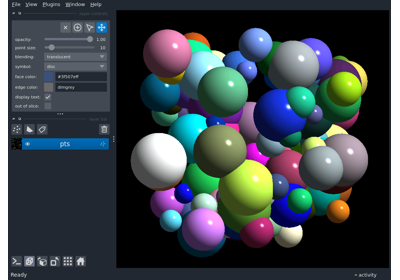 File View Plugins Window Help
opacity: 1.00
point size: 10
blending: translucent
symbol: disc
face color: #3f507eff
edge color: dimgrey
display text:
out of slice:
pts
Ready
activity